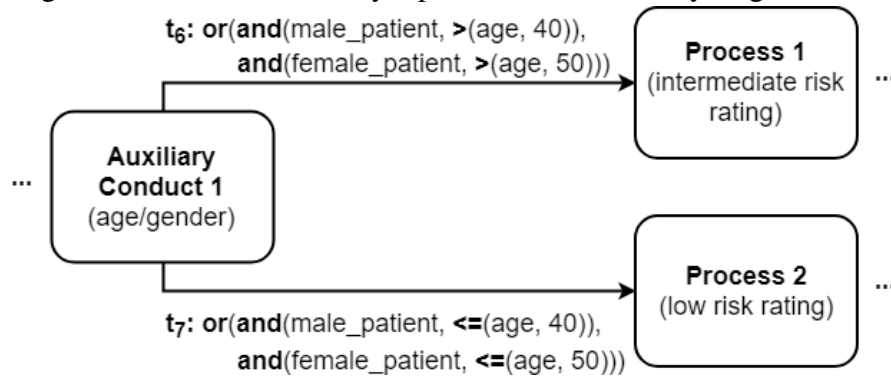 t6: or(and(male_patient, >(age, 40)),
and(female_patient, >(age, 50)))
Process 1
(intermediate risk
rating)
...
Auxiliary
Conduct 1
(age/gender)
...
Process 2
(low risk rating)
...
t7: or(and(male_patient, <=(age, 40)),
and(female_patient, <=(age, 50)))